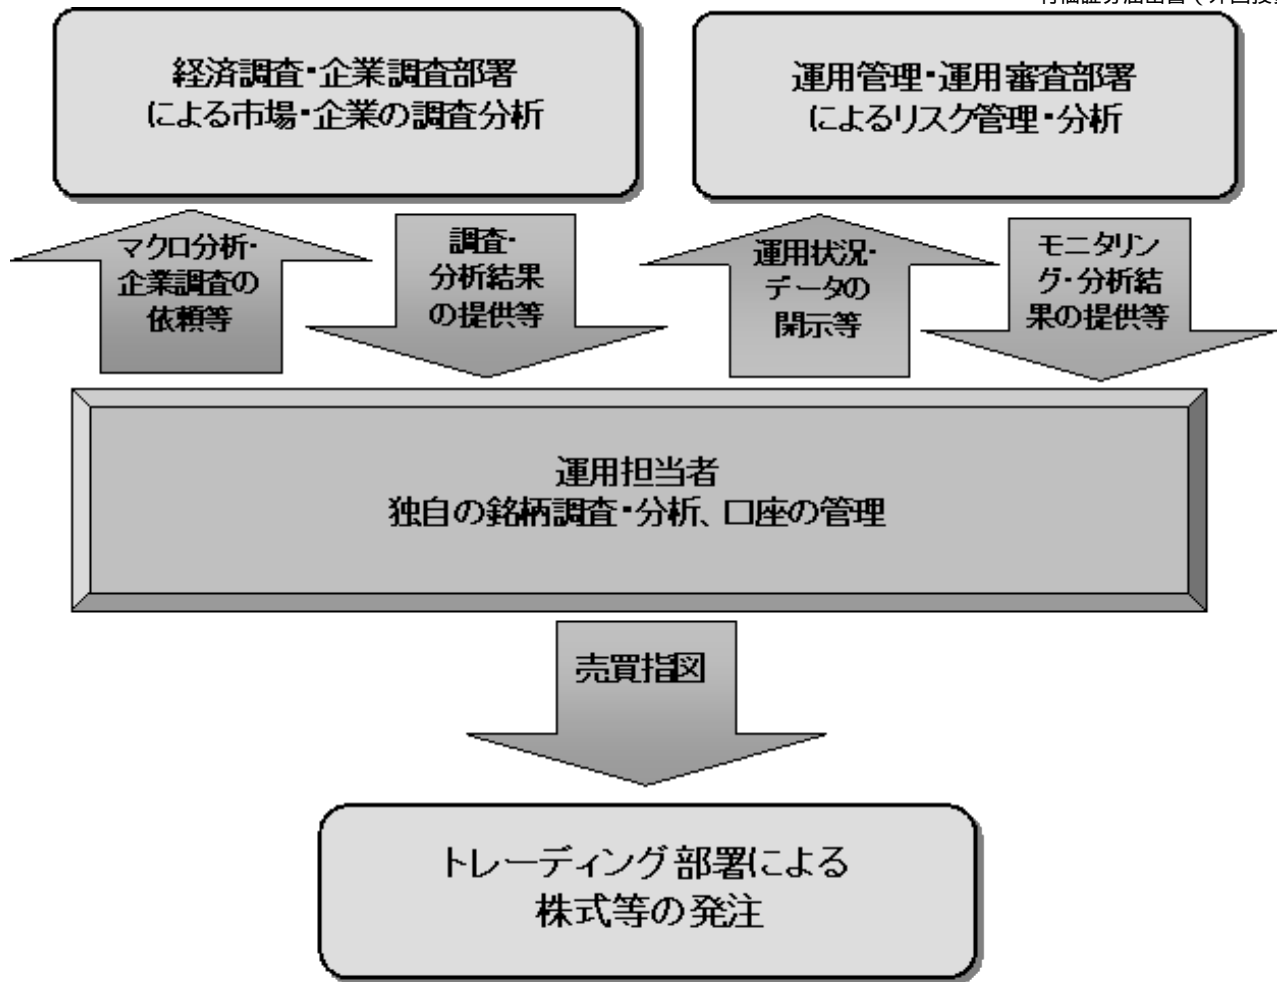 経済調査・企業調査部署
による市場・企業の調査分析
運用管理・運用審査部署
によるリスク管理・分析
マクロ分析・
企業調査の
依頼等
調査・
分析結果
の提供等
運用状況・
データの
開示等
モニタリン
グ・分析結
果の提供等
運用担当者
独自の銘柄調査・分析、口座の管理
売買指図
トレーディング部署による
株式等の発注